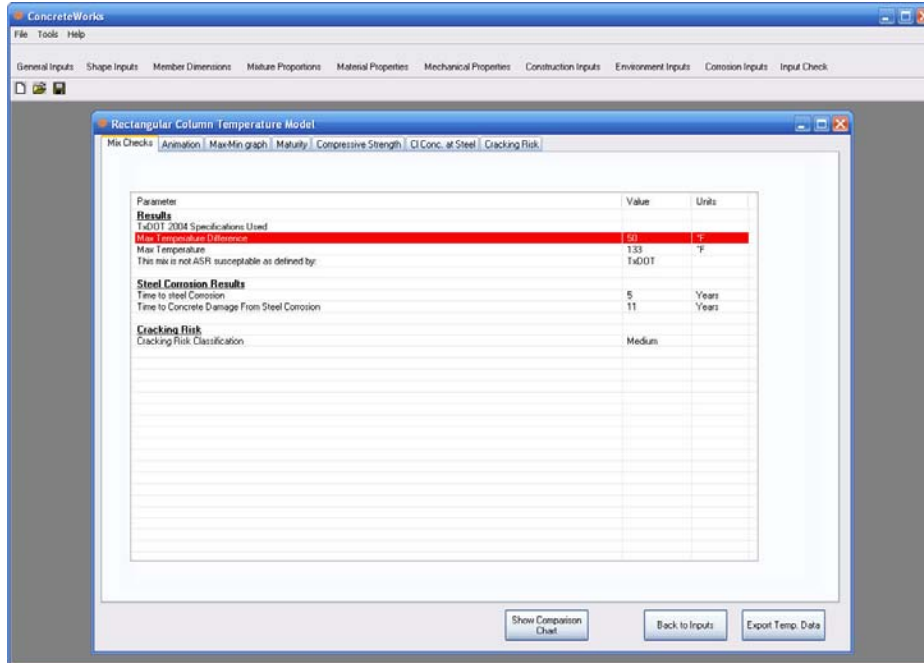 ConcreteWorks
File Tools Help
General Inputs Shape Inputs Member Dimensions Mixture Proportions Material Properties Mechanical Properties Construction Inputs Environment Inputs Corrosion Inputs Input Check
Rectangular Column Temperature Model
Mix Checks Animation Max-Min graph Maturity Compressive Strength Cl Conc. at Steel Cracking Risk
Parameter Value Units
Results
TxDOT 2004 Specifications Used
Max Temperature Difference 50 °F
Max Temperature 133 °F
This mix is not ASR susceptable as defined by: TxDOT
Steel Corrosion Results
Time to steel Corrosion 5 Years
Time to Concrete Damage From Steel Corrosion 11 Years
Cracking Risk
Cracking Risk Classification Medium
Show Comparison
Chart
Back to Inputs
Export Temp. Data